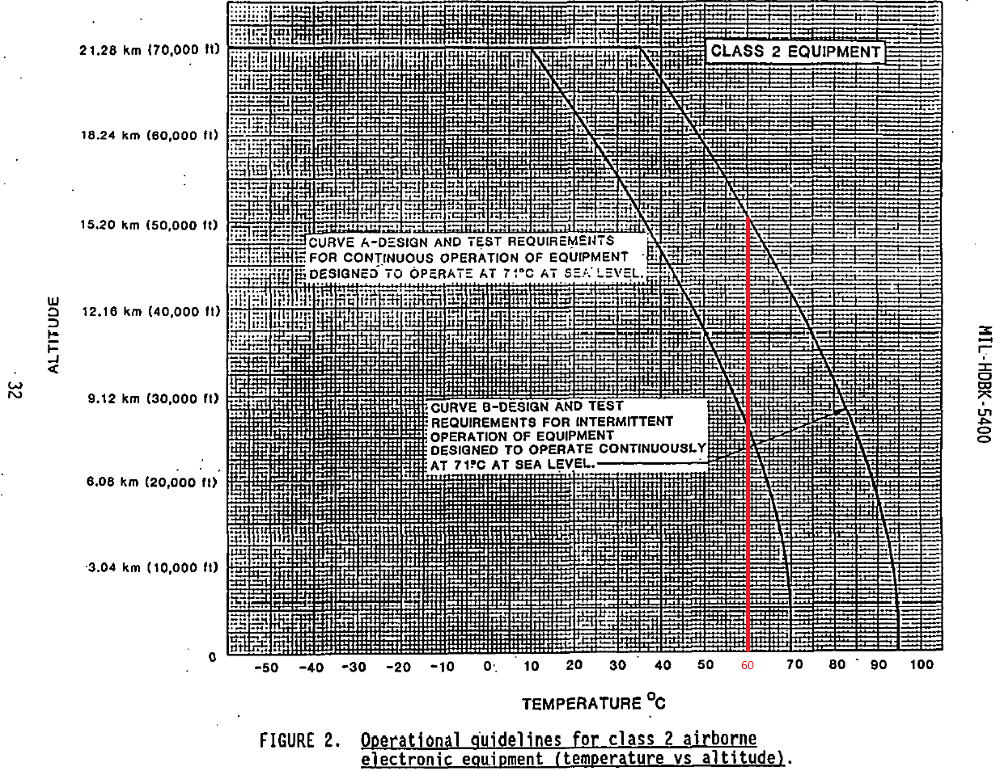 21.28 km (70,000 ft)
CLASS 2 EQUIPMENT
18.24 km (60,000 ft)
15.20 km (50,000 ft)
CURVE A-DESIGN AND TEST REQUIREMENTS
FOR CONTINUOUS OPERATION OF EQUIPMENT
DESIGNED TO OPERATE AT 71°C AT SEA LEVEL.
12.16 km (40,000 ft)
ALTITUDE
32
MIL-HDBK-5400
9.12 km (30,000 ft)
CURVE B-DESIGN AND TEST
REQUIREMENTS FOR INTERMITTENT
OPERATION OF EQUIPMENT
DESIGNED TO OPERATE CONTINUOUSLY
AT 71°C AT SEA LEVEL.
6.08 km (20,000 ft)
3.04 km (10,000 ft)
0
-50 -40 -30 -20 -10 0 10 20 30 40 50 60 70 80 90 100
TEMPERATURE °C
FIGURE 2. Operational guidelines for class 2 airborne
electronic equipment (temperature vs altitude).